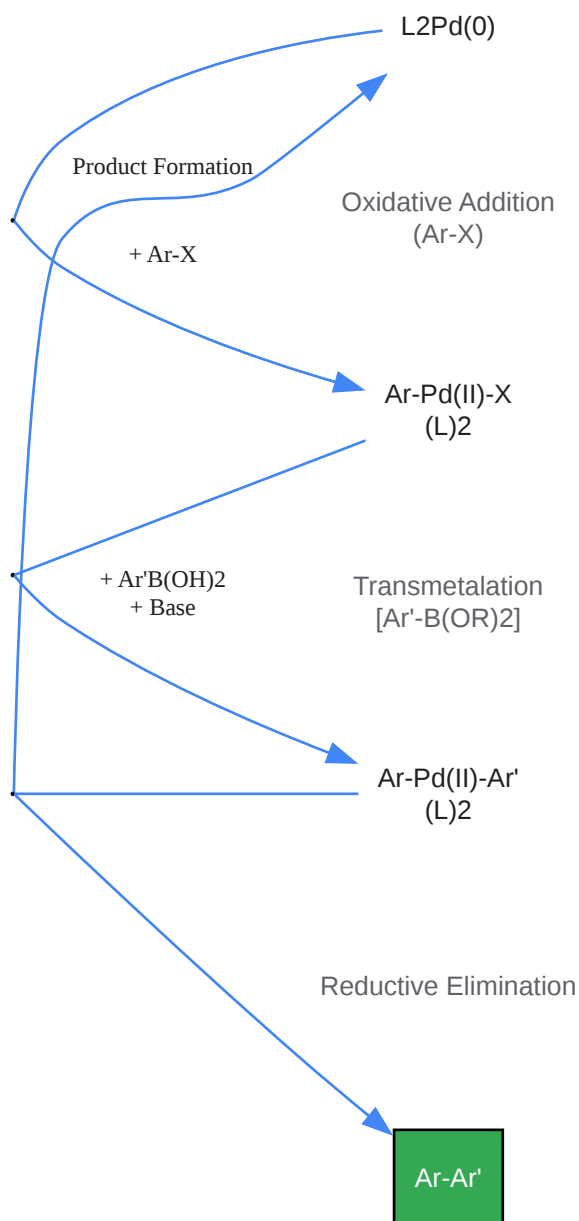 L2Pd(0)
Product Formation
Oxidative Addition
(Ar-X)
+ Ar-X
Ar-Pd(II)-X
(L)2
+ Ar'B(OH)2
+ Base
Transmetalation
[Ar'-B(OR)2]
Ar-Pd(II)-Ar'
(L)2
Reductive Elimination
Ar-Ar'